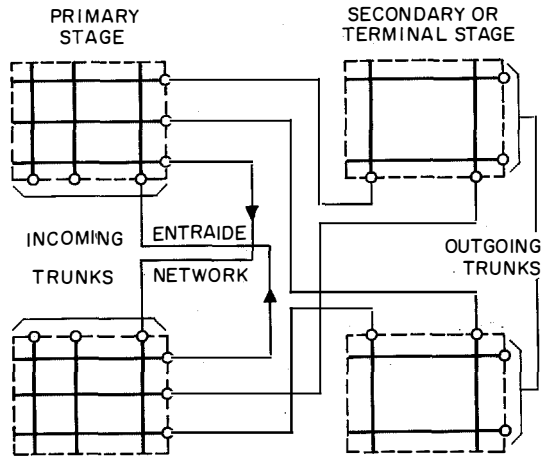 PRIMARY
STAGE
SECONDARY OR
TERMINAL STAGE
INCOMING
TRUNKS
ENTRAIDE
NETWORK
OUTGOING
TRUNKS